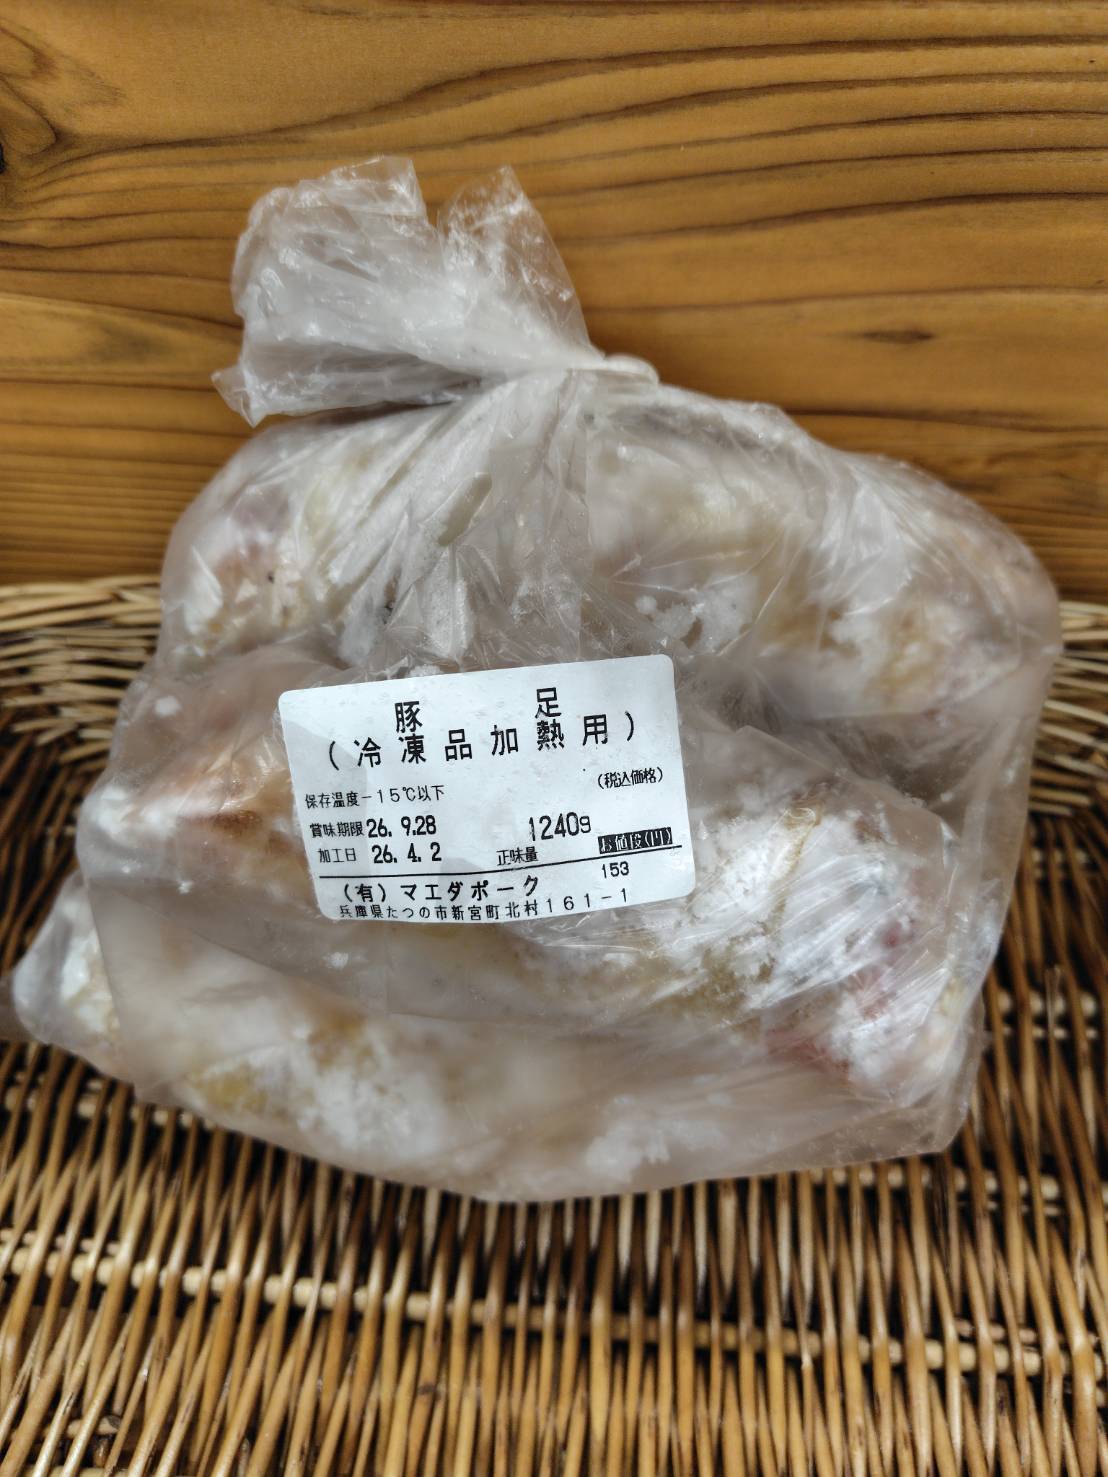 豚足
(冷凍品加熱用)
保存温度-15℃以下
(税込価格)
賞味期限26.9.28
1240g
お値段(円)
加工日 26.4.2
正味量
153
(有)マエダポーク
兵庫県たつの市新宮町北村161-1